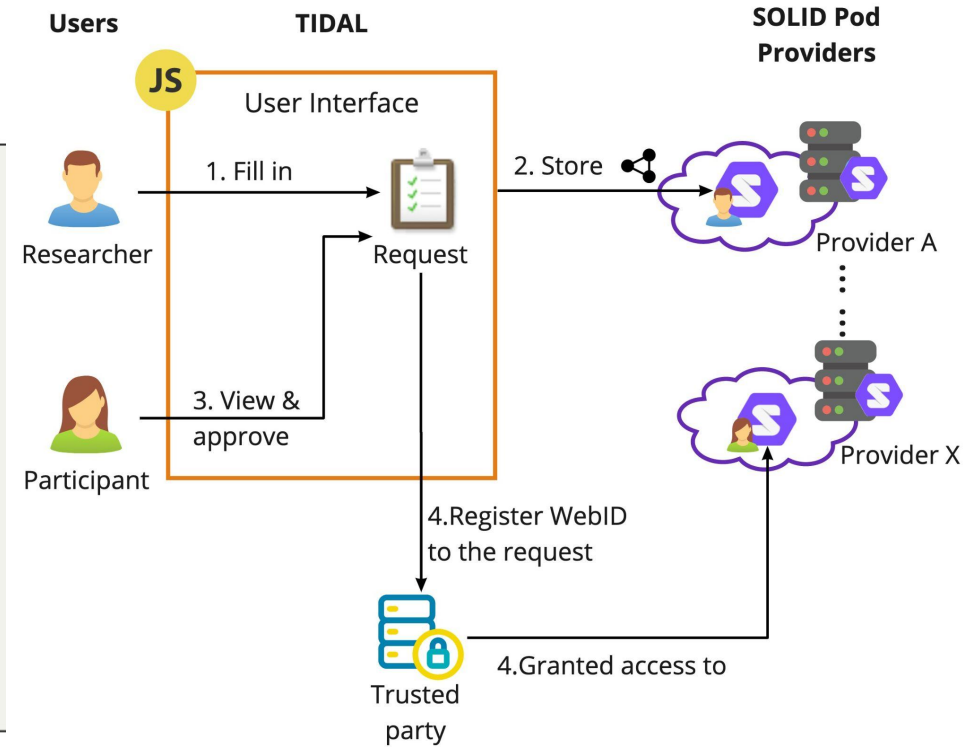 Users
TIDAL
SOLID Pod
Providers
JS
User Interface
1. Fill in
2. Store
Researcher
Request
Provider A
3. View &
approve
Participant
Provider X
4.Register WebID
to the request
4.Granted access to
Trusted
party